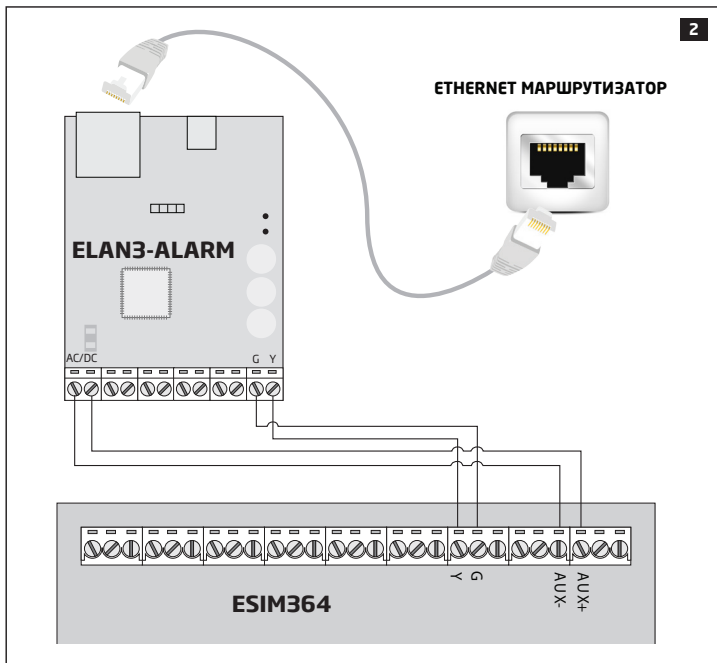 2
ETHERNET МАРШРУТИЗАТОР
ELAN3-ALARM
AC/DC
G Y
Y
G
AUX-
AUX+
ESIM364